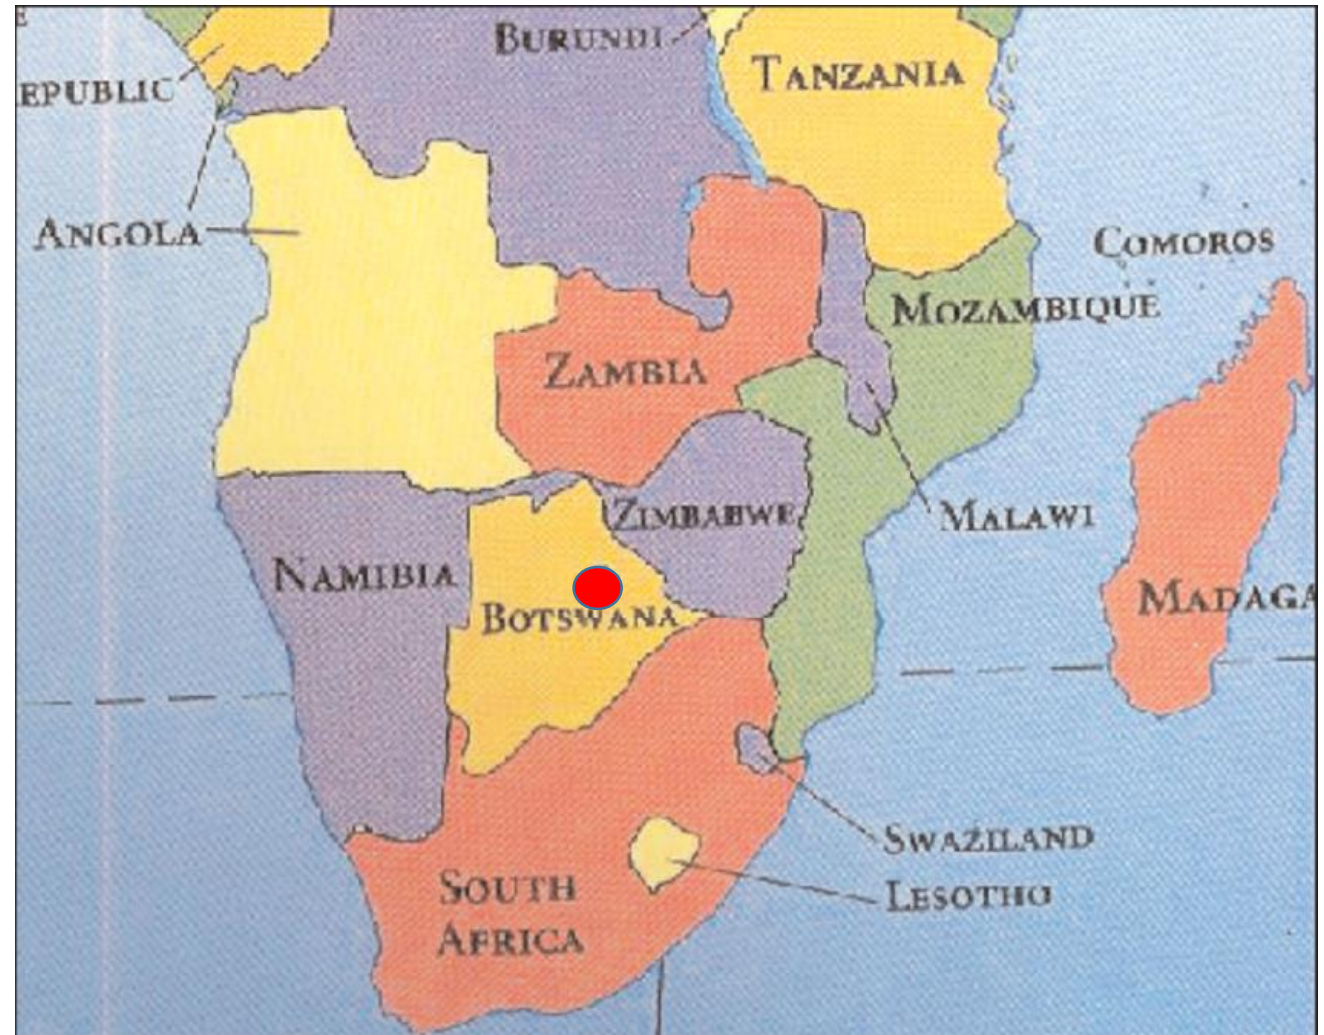 E
BURUNDI
TANZANIA
EPUBLIC
ANGOLA
COMOROS
MOZAMBIQUE
ZAMBIA
ZIMBABWE
MALAWI
NAMIBIA
BOTSWANA
MADAGA
SWAZILAND
LESOTHO
SOUTH
AFRICA